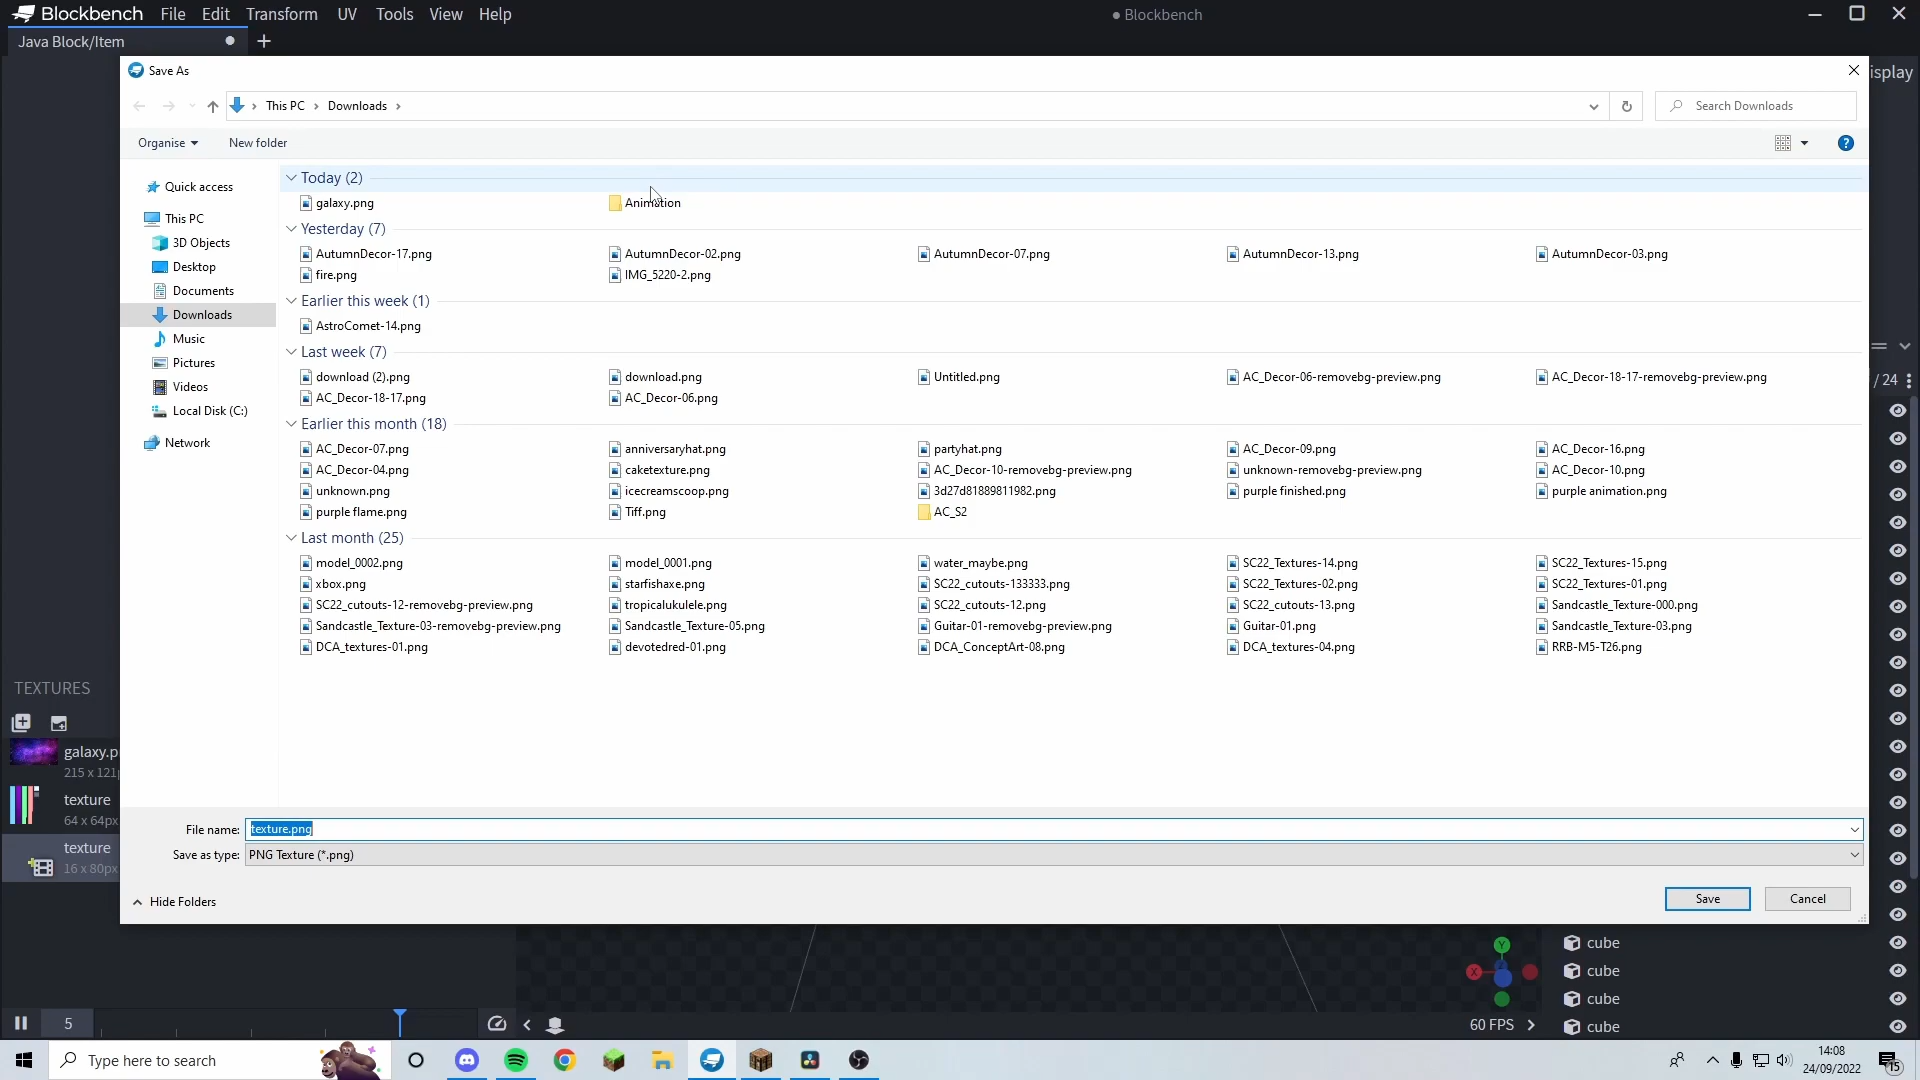 Blockbench File Edit Transform UV Tools View Help
● Blockbench
Java Block/Item
Save As
This PC > Downloads >
Search Downloads
isplay
Organise
New folder
Quick access
This PC
3D Objects
Desktop
Documents
Downloads
Music
Pictures
Videos
Local Disk (C:)
Network
Today (2)
galaxy.png
Animation
Yesterday (7)
AutumnDecor-17.png AutumnDecor-02.png AutumnDecor-07.png AutumnDecor-13.png AutumnDecor-03.png
fire.png IMG_5220-2.png
Earlier this week (1)
AstroComet-14.png
Last week (7)
download (2).png download.png Untitled.png AC_Decor-06-removebg-preview.png AC_Decor-18-17-removebg-preview.png
AC_Decor-18-17.png AC_Decor-06.png
Earlier this month (18)
AC_Decor-07.png anniversaryhat.png partyhat.png AC_Decor-09.png AC_Decor-16.png
AC_Decor-04.png caketexture.png AC_Decor-10-removebg-preview.png unknown-removebg-preview.png AC_Decor-10.png
unknown.png icecreamscoop.png 3d27d81889811982.png purple finished.png purple animation.png
purple flame.png Tiff.png AC_S2
Last month (25)
model_0002.png model_0001.png water_maybe.png SC22_Textures-14.png SC22_Textures-15.png
xbox.png starfishaxe.png SC22_cutouts-133333.png SC22_Textures-02.png SC22_Textures-01.png
SC22_cutouts-12-removebg-preview.png tropicalukulele.png SC22_cutouts-12.png SC22_cutouts-13.png Sandcastle_Texture-000.png
Sandcastle_Texture-03-removebg-preview.png Sandcastle_Texture-05.png Guitar-01-removebg-preview.png Guitar-01.png Sandcastle_Texture-03.png
DCA_textures-01.png devotedred-01.png DCA_ConceptArt-08.png DCA_textures-04.png RRB-M5-T26.png
/ 24
TEXTURES
galaxy.p
215 x 121p
texture
64 x 64px
texture
16 x 80px
File name: texture.png
Save as type: PNG Texture (*.png)
Hide Folders
Save
Cancel
Y
X
cube
cube
cube
cube
5
60 FPS
Type here to search
14:08
24/09/2022
15